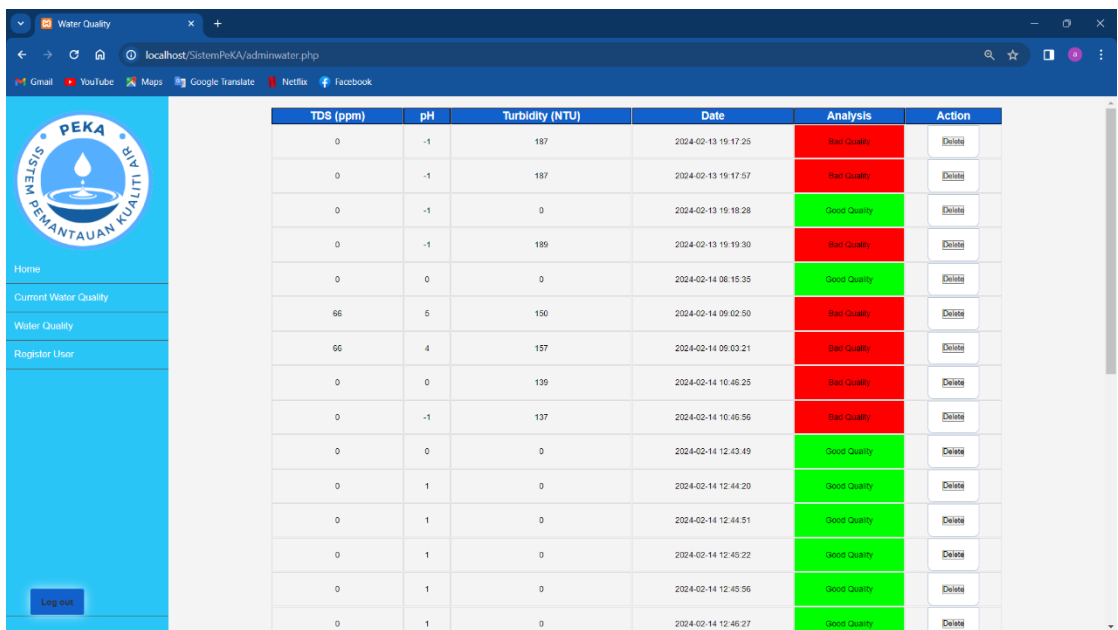 Water Quality
localhost/SistemPeKA/adminwater.php
a
Gmail YouTube Maps Google Translate Netflix Facebook
PEKA
SISTEM PEMANTAUAN KUALITI AIR
Home
Current Water Quality
Water Quality
Register User
Log out
TDS (ppm) pH Turbidity (NTU) Date Analysis Action
0 -1 187 2024-02-13 19:17:25 Bad Quality Delete
0 -1 187 2024-02-13 19:17:57 Bad Quality Delete
0 -1 0 2024-02-13 19:18:28 Good Quality Delete
0 -1 189 2024-02-13 19:19:30 Bad Quality Delete
0 0 0 2024-02-14 08:15:35 Good Quality Delete
66 5 150 2024-02-14 09:02:50 Bad Quality Delete
66 4 157 2024-02-14 09:03:21 Bad Quality Delete
0 0 139 2024-02-14 10:46:25 Bad Quality Delete
0 -1 137 2024-02-14 10:46:56 Bad Quality Delete
0 0 0 2024-02-14 12:43:49 Good Quality Delete
0 1 0 2024-02-14 12:44:20 Good Quality Delete
0 1 0 2024-02-14 12:44:51 Good Quality Delete
0 1 0 2024-02-14 12:45:22 Good Quality Delete
0 1 0 2024-02-14 12:45:56 Good Quality Delete
0 1 0 2024-02-14 12:46:27 Good Quality Delete